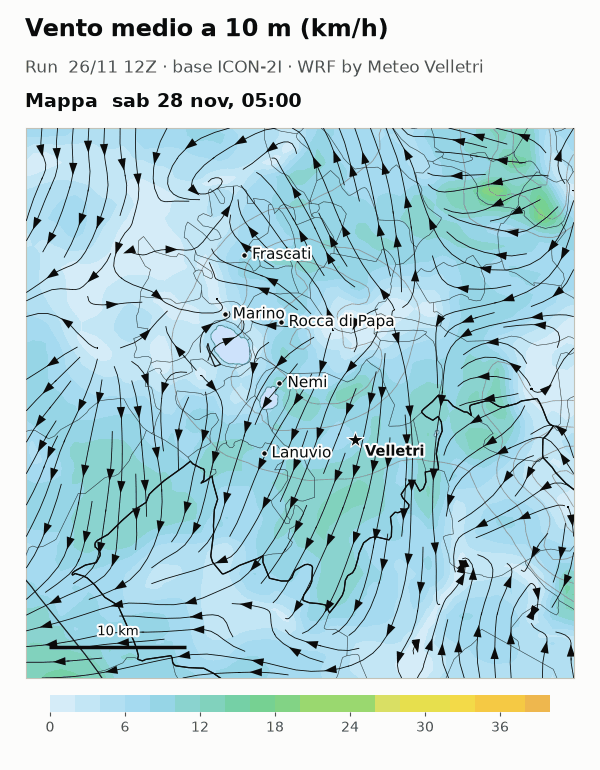 Vento medio a 10 m (km/h)
Run 26/11 12Z · base ICON-2I · WRF by Meteo Velletri
Mappa sab 28 nov, 05:00
Frascati
Marino
Rocca di Papa
Nemi
Velletri
Lanuvio
10 km
0 6 12 18 24 30 36